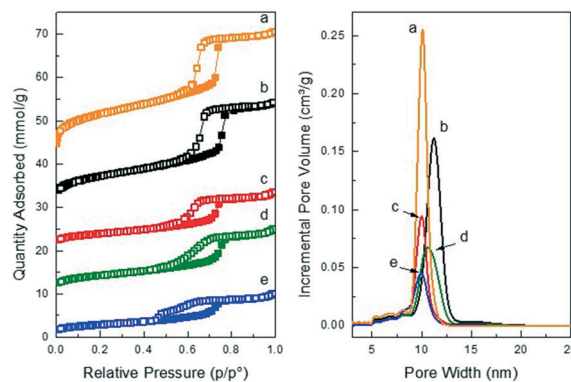 a
b
c
d
e
70
60
50
40
30
20
10
0
0.0 0.2 0.4 0.6 0.8 1.0
Quantity Adsorbed (mmol/g)
Relative Pressure (p/p°)
a
b
c
d
e
0.25
0.20
0.15
0.10
0.05
0.00
5 10 15 20 25
Incremental Pore Volume (cm³/g)
Pore Width (nm)